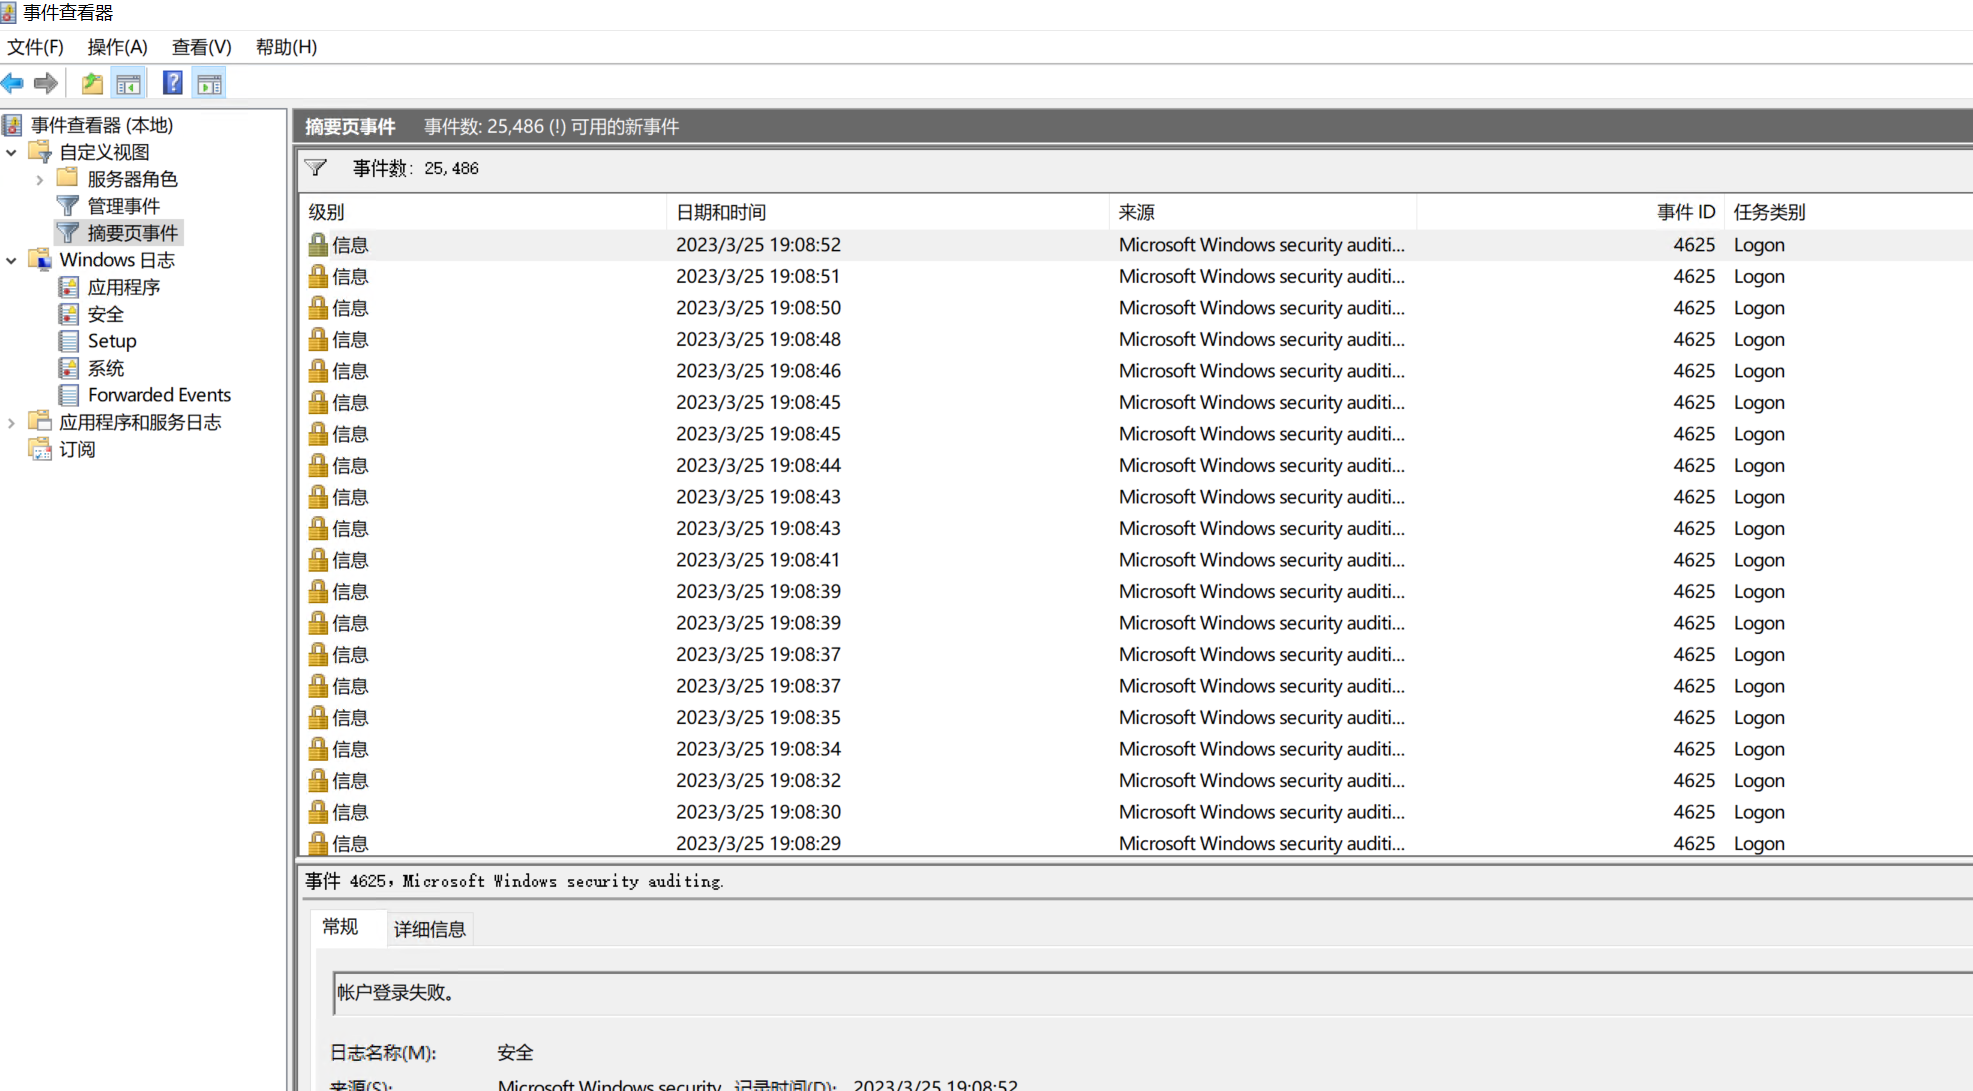 事件查看器
文件(F) 操作(A) 查看(V) 帮助(H)
事件查看器 (本地)
自定义视图
服务器角色
管理事件
摘要页事件
Windows 日志
应用程序
安全
Setup
系统
Forwarded Events
应用程序和服务日志
订阅
摘要页事件 事件数: 25,486 (!) 可用的新事件
事件数: 25,486
级别 日期和时间 来源 事件 ID 任务类别
信息 2023/3/25 19:08:52 Microsoft Windows security auditi... 4625 Logon
信息 2023/3/25 19:08:51 Microsoft Windows security auditi... 4625 Logon
信息 2023/3/25 19:08:50 Microsoft Windows security auditi... 4625 Logon
信息 2023/3/25 19:08:48 Microsoft Windows security auditi... 4625 Logon
信息 2023/3/25 19:08:46 Microsoft Windows security auditi... 4625 Logon
信息 2023/3/25 19:08:45 Microsoft Windows security auditi... 4625 Logon
信息 2023/3/25 19:08:45 Microsoft Windows security auditi... 4625 Logon
信息 2023/3/25 19:08:44 Microsoft Windows security auditi... 4625 Logon
信息 2023/3/25 19:08:43 Microsoft Windows security auditi... 4625 Logon
信息 2023/3/25 19:08:43 Microsoft Windows security auditi... 4625 Logon
信息 2023/3/25 19:08:41 Microsoft Windows security auditi... 4625 Logon
信息 2023/3/25 19:08:39 Microsoft Windows security auditi... 4625 Logon
信息 2023/3/25 19:08:39 Microsoft Windows security auditi... 4625 Logon
信息 2023/3/25 19:08:37 Microsoft Windows security auditi... 4625 Logon
信息 2023/3/25 19:08:37 Microsoft Windows security auditi... 4625 Logon
信息 2023/3/25 19:08:35 Microsoft Windows security auditi... 4625 Logon
信息 2023/3/25 19:08:34 Microsoft Windows security auditi... 4625 Logon
信息 2023/3/25 19:08:32 Microsoft Windows security auditi... 4625 Logon
信息 2023/3/25 19:08:30 Microsoft Windows security auditi... 4625 Logon
信息 2023/3/25 19:08:29 Microsoft Windows security auditi... 4625 Logon
事件 4625，Microsoft Windows security auditing.
常规 详细信息
帐户登录失败。
日志名称(M): 安全
来源(S): Microsoft Windows security 记录时间(D): 2023/3/25 19:08:52